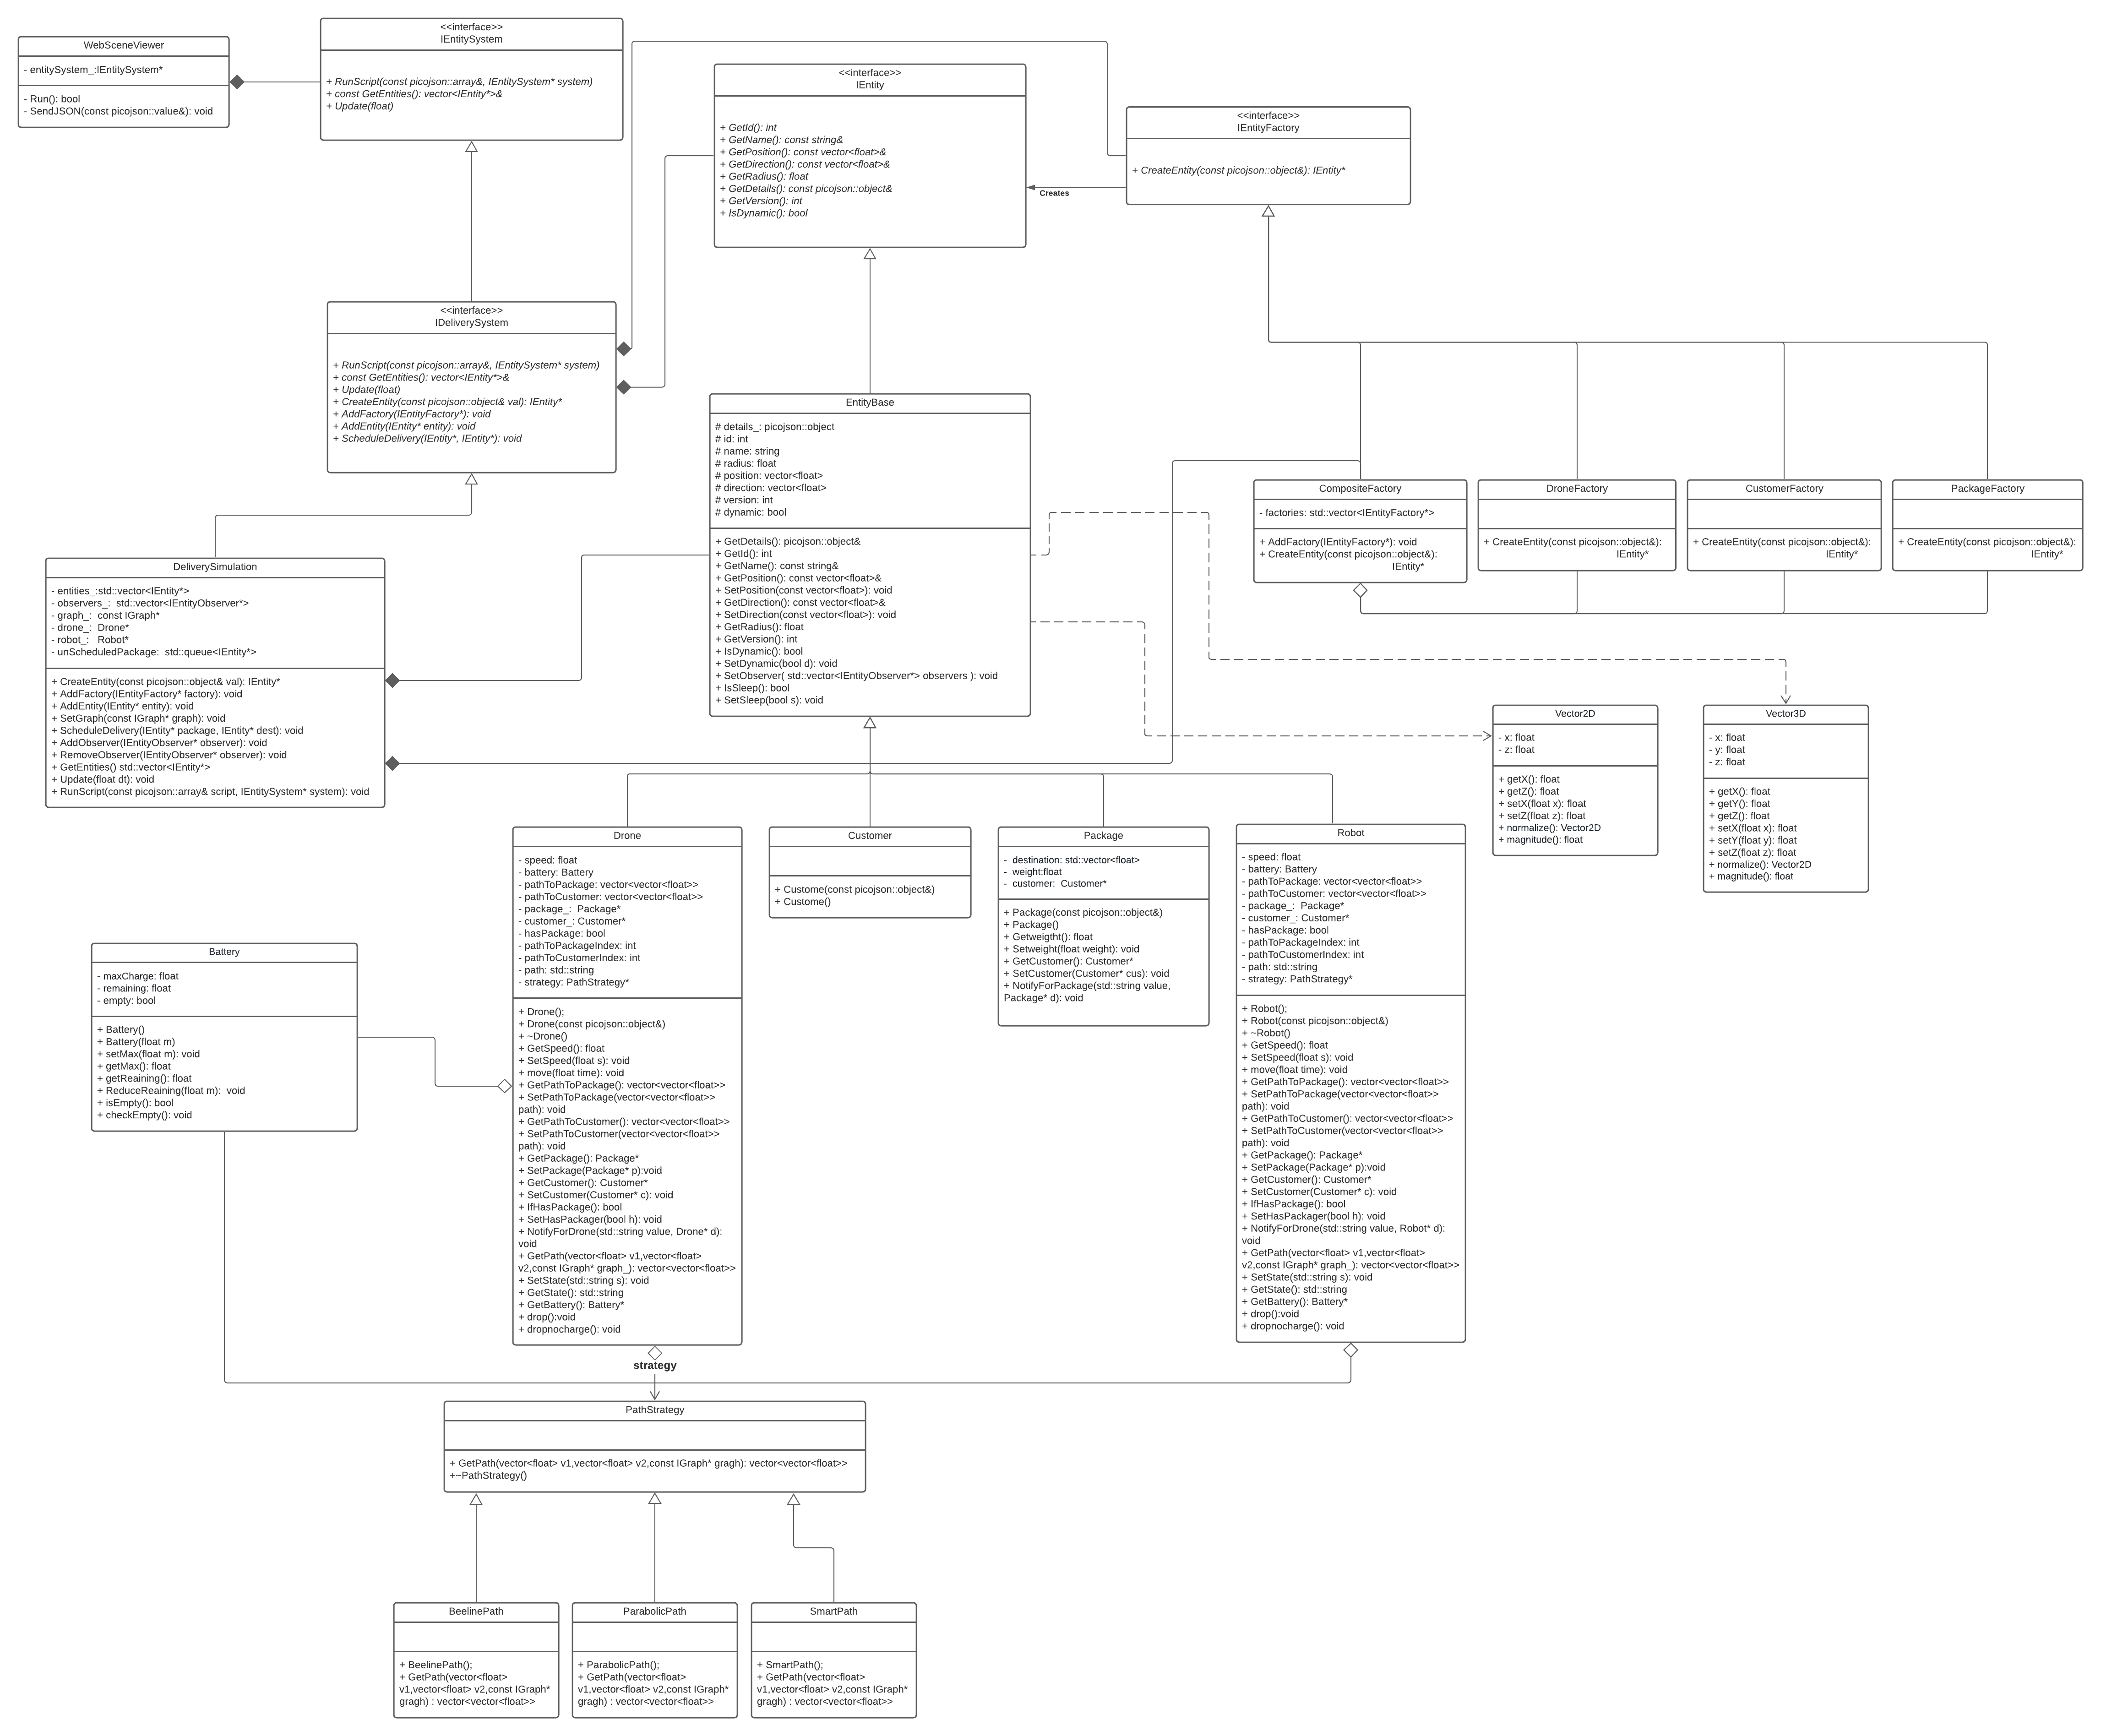 WebSceneViewer
- entitySystem_:IEntitySystem*
- Run(): bool
- SendJSON(const picojson::value&): void
<<interface>>
IEntitySystem
+ RunScript(const picojson::array&, IEntitySystem* system)
+ const GetEntities(): vector<IEntity*>&
+ Update(float)
<<interface>>
IEntity
+ GetId(): int
+ GetName(): const string&
+ GetPosition(): const vector<float>&
+ GetDirection(): const vector<float>&
+ GetRadius(): float
+ GetDetails(): const picojson::object&
+ GetVersion(): int
+ IsDynamic(): bool
<<interface>>
IEntityFactory
+ CreateEntity(const picojson::object&): IEntity*
Creates
<<interface>>
IDeliverySystem
+ RunScript(const picojson::array&, IEntitySystem* system)
+ const GetEntities(): vector<IEntity*>&
+ Update(float)
+ CreateEntity(const picojson::object& val): IEntity*
+ AddFactory(IEntityFactory*): void
+ AddEntity(IEntity* entity): void
+ ScheduleDelivery(IEntity*, IEntity*): void
EntityBase
# details_: picojson::object
# id: int
# name: string
# radius: float
# position: vector<float>
# direction: vector<float>
# version: int
# dynamic: bool
+ GetDetails(): picojson::object&
+ GetId(): int
+ GetName(): const string&
+ GetPosition(): const vector<float>&
+ SetPosition(const vector<float>): void
+ GetDirection(): const vector<float>&
+ SetDirection(const vector<float>): void
+ GetRadius(): float
+ GetVersion(): int
+ IsDynamic(): bool
+ SetDynamic(bool d): void
+ SetObserver( std::vector<IEntityObserver*> observers ): void
+ IsSleep(): bool
+ SetSleep(bool s): void
CompositeFactory
- factories: std::vector<IEntityFactory*>
+ AddFactory(IEntityFactory*): void
+ CreateEntity(const picojson::object&):
IEntity*
DroneFactory
+ CreateEntity(const picojson::object&):
IEntity*
CustomerFactory
+ CreateEntity(const picojson::object&):
IEntity*
PackageFactory
+ CreateEntity(const picojson::object&):
IEntity*
DeliverySimulation
- entities_:std::vector<IEntity*>
- observers_:  std::vector<IEntityObserver*>
- graph_:  const IGraph*
- drone_:  Drone*
- robot_:   Robot*
- unScheduledPackage:  std::queue<IEntity*>
+ CreateEntity(const picojson::object& val): IEntity*
+ AddFactory(IEntityFactory* factory): void
+ AddEntity(IEntity* entity): void
+ SetGraph(const IGraph* graph): void
+ ScheduleDelivery(IEntity* package, IEntity* dest): void
+ AddObserver(IEntityObserver* observer): void
+ RemoveObserver(IEntityObserver* observer): void
+ GetEntities() std::vector<IEntity*>
+ Update(float dt): void
+ RunScript(const picojson::array& script, IEntitySystem* system): void
Vector2D
- x: float
- z: float
+ getX(): float
+ getZ(): float
+ setX(float x): float
+ setZ(float z): float
+ normalize(): Vector2D
+ magnitude(): float
Vector3D
- x: float
- y: float
- z: float
+ getX(): float
+ getY(): float
+ getZ(): float
+ setX(float x): float
+ setY(float y): float
+ setZ(float z): float
+ normalize(): Vector2D
+ magnitude(): float
Drone
- speed: float
- battery: Battery
- pathToPackage: vector<vector<float>>
- pathToCustomer: vector<vector<float>>
- package_:  Package*
- customer_: Customer*
- hasPackage: bool
- pathToPackageIndex: int
- pathToCustomerIndex: int
- path: std::string
- strategy: PathStrategy*
+ Drone();
+ Drone(const picojson::object&)
+ ~Drone()
+ GetSpeed(): float
+ SetSpeed(float s): void
+ move(float time): void
+ GetPathToPackage(): vector<vector<float>>
+ SetPathToPackage(vector<vector<float>>
path): void
+ GetPathToCustomer(): vector<vector<float>>
+ SetPathToCustomer(vector<vector<float>>
path): void
+ GetPackage(): Package*
+ SetPackage(Package* p):void
+ GetCustomer(): Customer*
+ SetCustomer(Customer* c): void
+ IfHasPackage(): bool
+ SetHasPackager(bool h): void
+ NotifyForDrone(std::string value, Drone* d):
void
+ GetPath(vector<float> v1,vector<float>
v2,const IGraph* graph_): vector<vector<float>>
+ SetState(std::string s): void
+ GetState(): std::string
+ GetBattery(): Battery*
+ drop():void
+ dropnocharge(): void
Customer
+ Custome(const picojson::object&)
+ Custome()
Package
-  destination: std::vector<float>
-  weight:float
-  customer:  Customer*
+ Package(const picojson::object&)
+ Package()
+ Getweigtht(): float
+ Setweight(float weight): void
+ GetCustomer(): Customer*
+ SetCustomer(Customer* cus): void
+ NotifyForPackage(std::string value,
Package* d): void
Robot
- speed: float
- battery: Battery
- pathToPackage: vector<vector<float>>
- pathToCustomer: vector<vector<float>>
- package_:  Package*
- customer_: Customer*
- hasPackage: bool
- pathToPackageIndex: int
- pathToCustomerIndex: int
- path: std::string
- strategy: PathStrategy*
+ Robot();
+ Robot(const picojson::object&)
+ ~Robot()
+ GetSpeed(): float
+ SetSpeed(float s): void
+ move(float time): void
+ GetPathToPackage(): vector<vector<float>>
+ SetPathToPackage(vector<vector<float>>
path): void
+ GetPathToCustomer(): vector<vector<float>>
+ SetPathToCustomer(vector<vector<float>>
path): void
+ GetPackage(): Package*
+ SetPackage(Package* p):void
+ GetCustomer(): Customer*
+ SetCustomer(Customer* c): void
+ IfHasPackage(): bool
+ SetHasPackager(bool h): void
+ NotifyForDrone(std::string value, Robot* d):
void
+ GetPath(vector<float> v1,vector<float>
v2,const IGraph* graph_): vector<vector<float>>
+ SetState(std::string s): void
+ GetState(): std::string
+ GetBattery(): Battery*
+ drop():void
+ dropnocharge(): void
Battery
- maxCharge: float
- remaining: float
- empty: bool
+ Battery()
+ Battery(float m)
+ setMax(float m): void
+ getMax(): float
+ getReaining(): float
+ ReduceReaining(float m):  void
+ isEmpty(): bool
+ checkEmpty(): void
strategy
PathStrategy
+ GetPath(vector<float> v1,vector<float> v2,const IGraph* gragh): vector<vector<float>>
+~PathStrategy()
BeelinePath
+ BeelinePath();
+ GetPath(vector<float>
v1,vector<float> v2,const IGraph*
gragh) : vector<vector<float>>
ParabolicPath
+ ParabolicPath();
+ GetPath(vector<float>
v1,vector<float> v2,const IGraph*
gragh) : vector<vector<float>>
SmartPath
+ SmartPath();
+ GetPath(vector<float>
v1,vector<float> v2,const IGraph*
gragh) : vector<vector<float>>